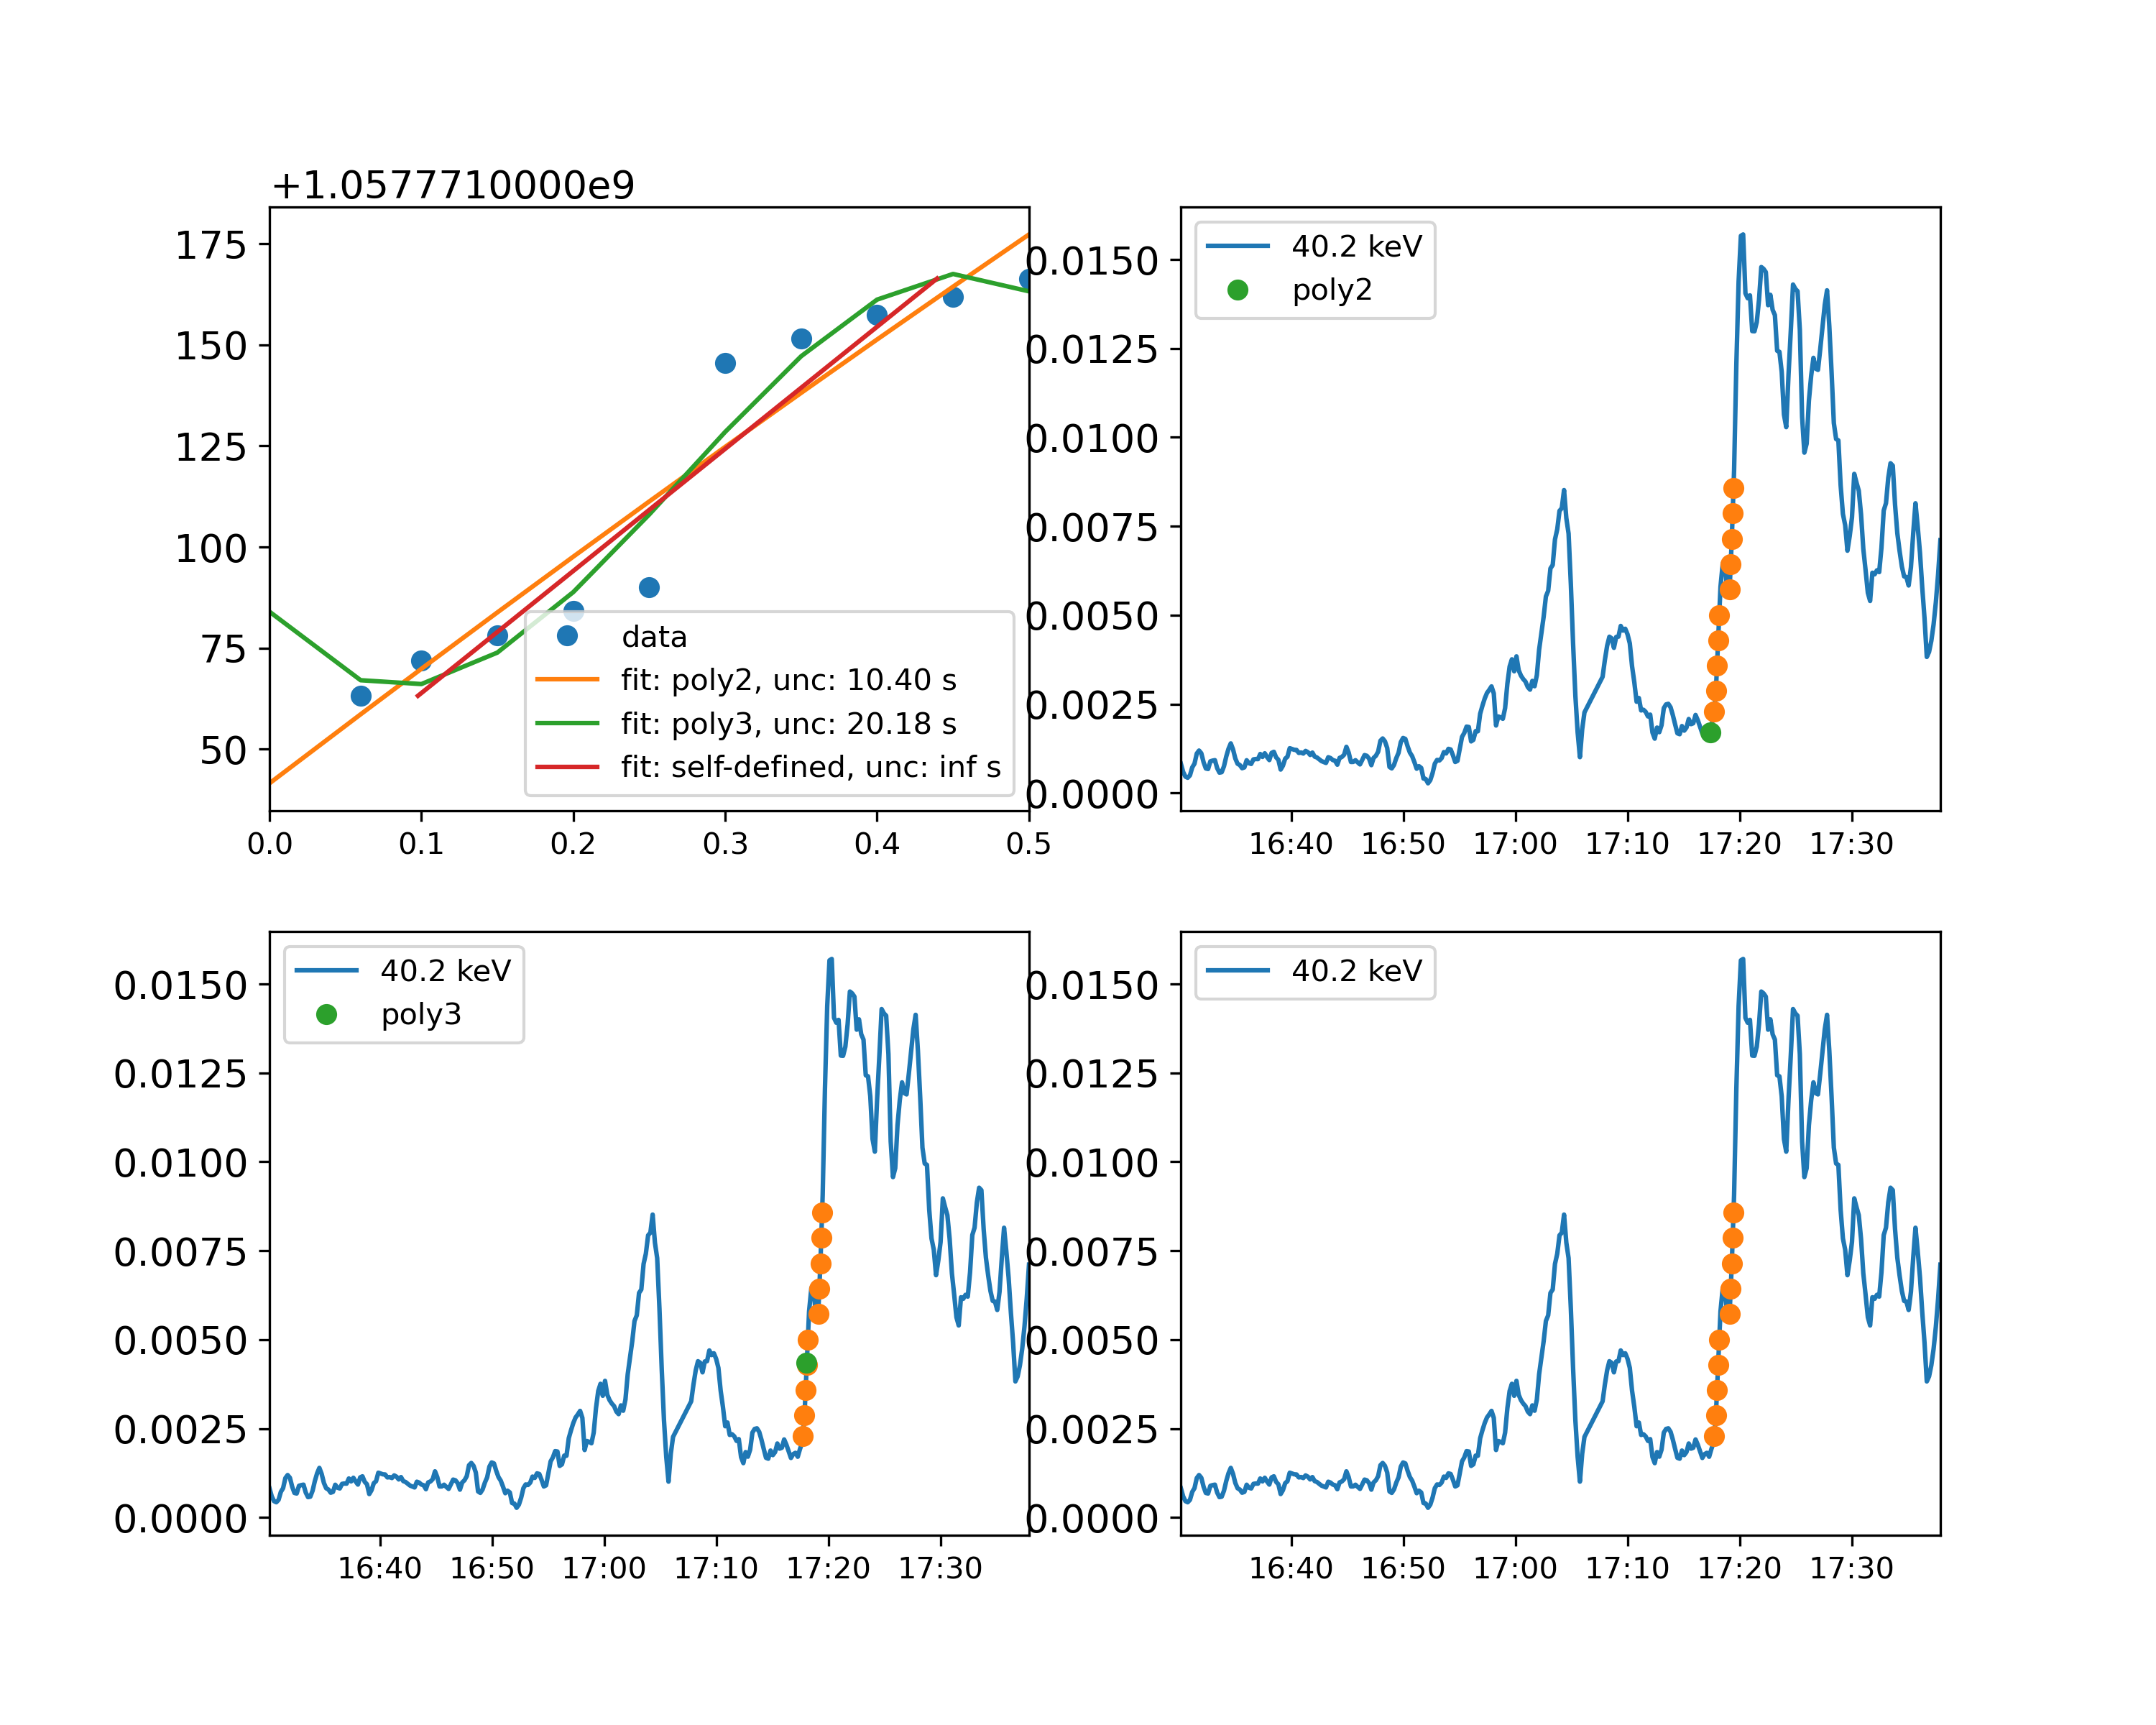 +1.0577710000e9
175
150
125
100
75
50
0.0 0.1 0.2 0.3 0.4 0.5
data
fit: poly2, unc: 10.40 s
fit: poly3, unc: 20.18 s
fit: self-defined, unc: inf s
40.2 keV
poly2
0.0150
0.0125
0.0100
0.0075
0.0050
0.0025
0.0000
16:40 16:50 17:00 17:10 17:20 17:30
40.2 keV
poly3
0.0150
0.0125
0.0100
0.0075
0.0050
0.0025
0.0000
16:40 16:50 17:00 17:10 17:20 17:30
40.2 keV
0.0150
0.0125
0.0100
0.0075
0.0050
0.0025
0.0000
16:40 16:50 17:00 17:10 17:20 17:30